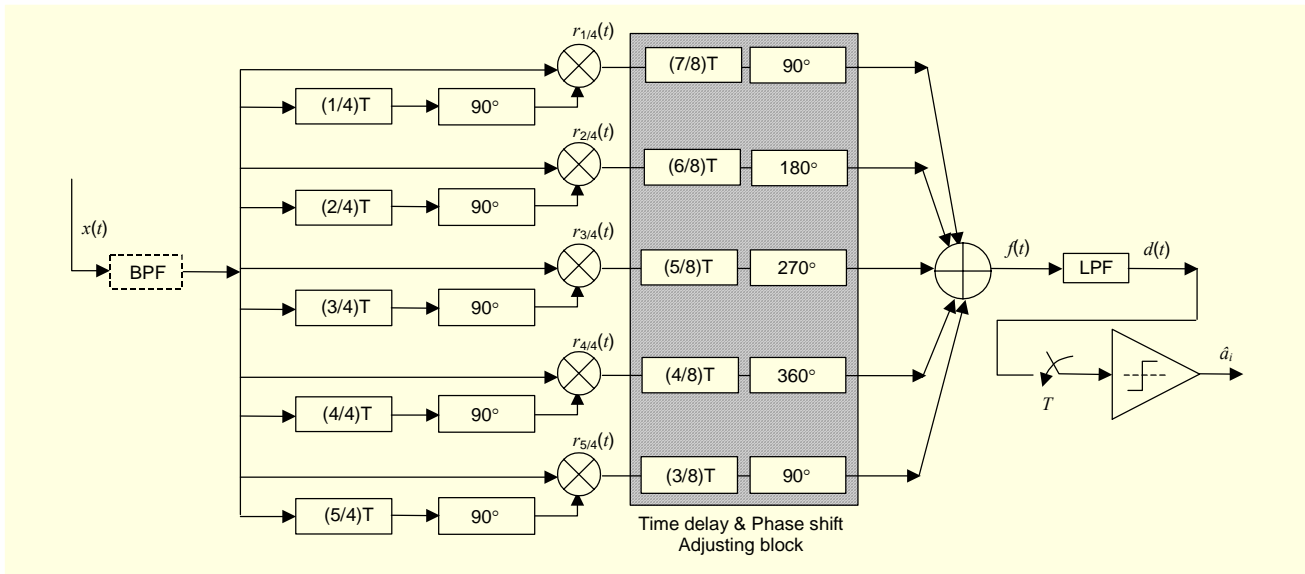 r1/4(t)
(7/8)T
90°
(1/4)T
90°
r2/4(t)
(6/8)T
180°
(2/4)T
90°
x(t)
BPF
r3/4(t)
(5/8)T
270°
f(t)
LPF
d(t)
(3/4)T
90°
r4/4(t)
(4/8)T
360°
T
âi
(4/4)T
90°
r5/4(t)
(3/8)T
90°
(5/4)T
90°
Time delay & Phase shift
Adjusting block